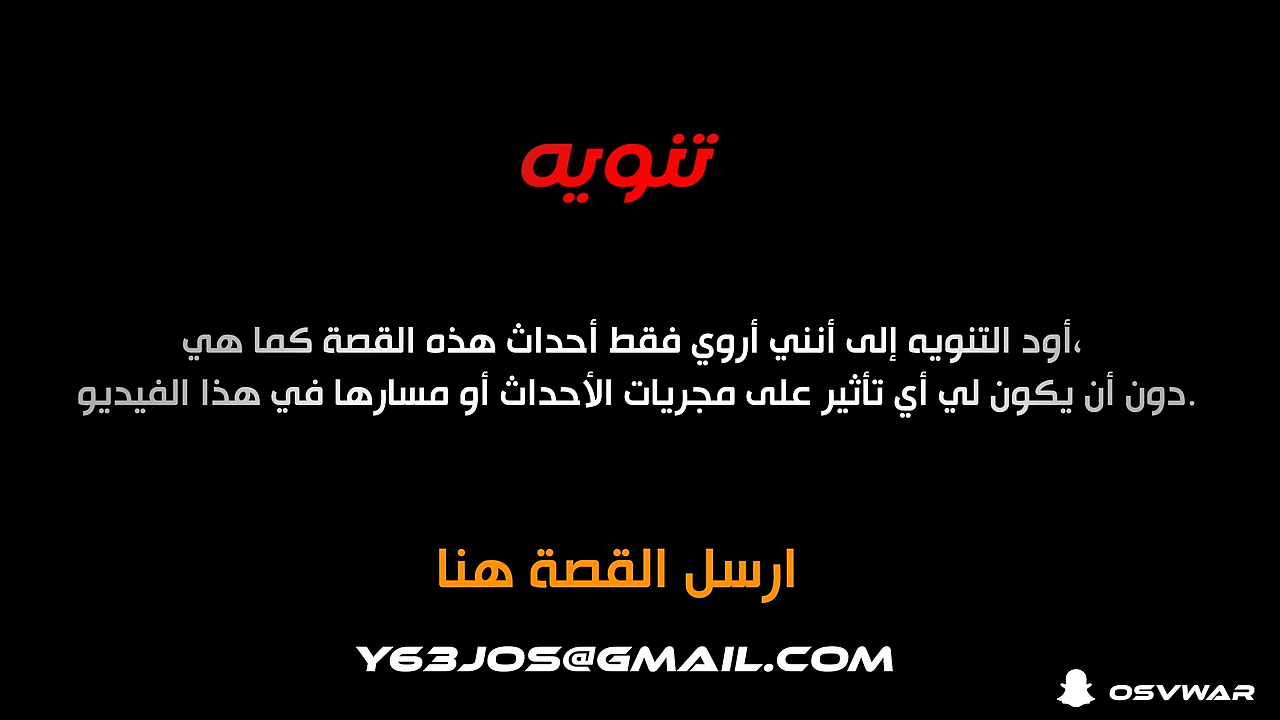 تنويه
أود التنويه إلى أنني أروي فقط أحداث هذه القصة كما هي،
دون أن يكون لي أي تأثير على مجريات الأحداث أو مسارها في هذا الفيديو.
ارسل القصة هنا
Y63JOS@GMAIL.COM
OSVWAR